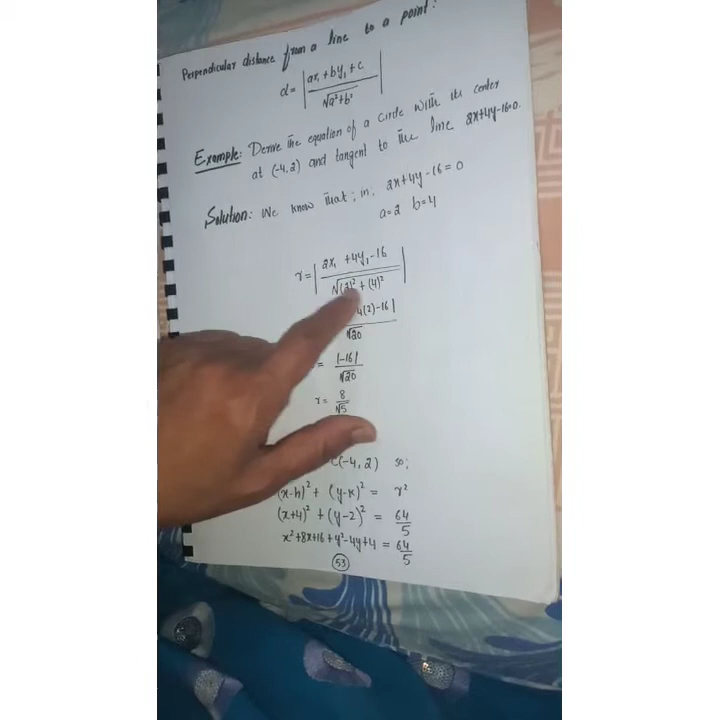 Perpendicular distance from a line to a point:
d= |ax₁+by₁+c / √a²+b²|
Example: Derive the equation of a circle with its center
at (-4,2) and tangent to the line 2x+4y-16=0.
Solution: We know that; in; 2x+4y-16=0
a=2 b=4
r= |2x₁+4y₁-16 / √(2)²+(4)²|
4(2)-16| / √20
= |-16| / √20
r= 8/√5
C(-4,2) so;
(x-h)²+(y-k)² = r²
(x+4)²+(y-2)² = 64/5
x²+8x+16+y²-4y+4 = 64/5
53